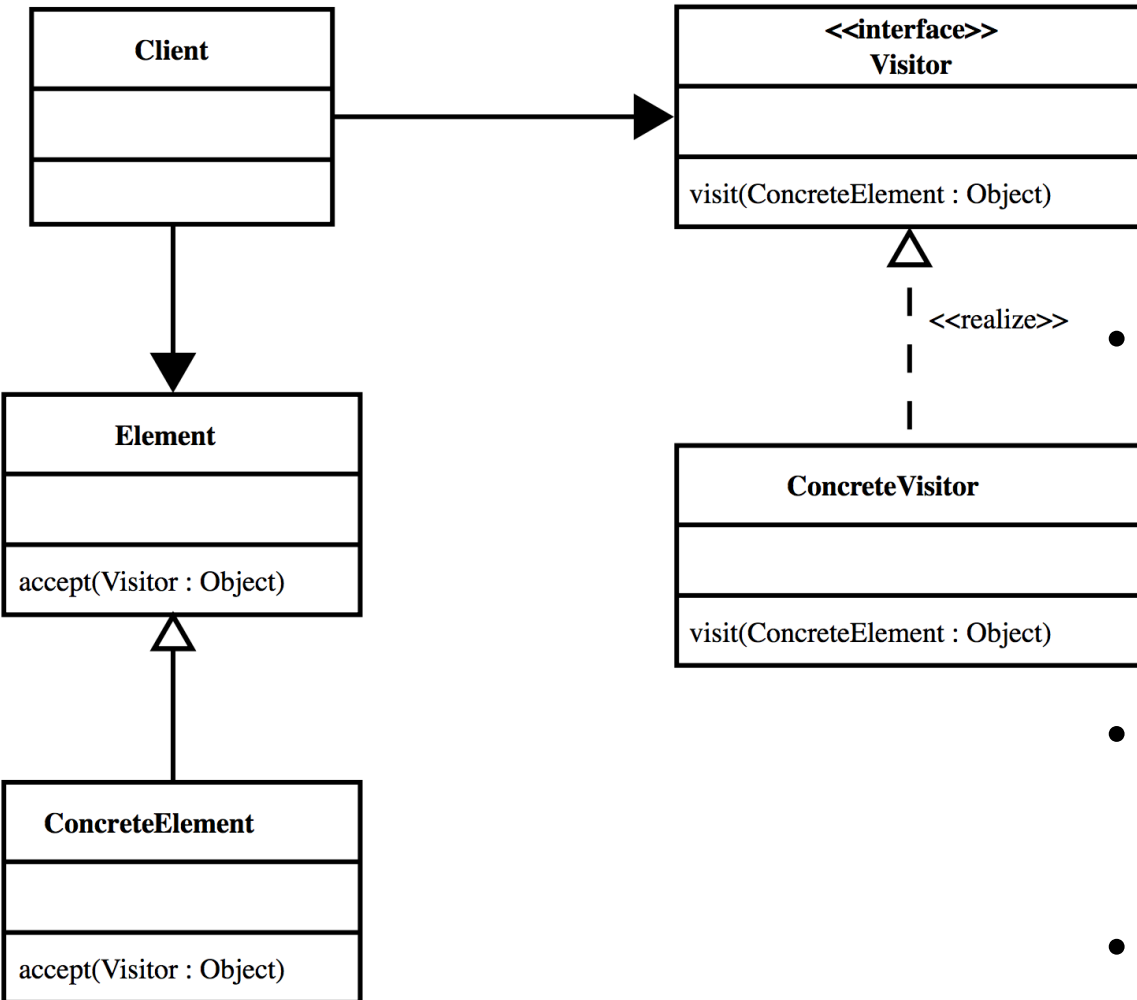 Client
<<interface>>
Visitor
visit(ConcreteElement : Object)
<<realize>>
Element
accept(Visitor : Object)
ConcreteVisitor
visit(ConcreteElement : Object)
ConcreteElement
accept(Visitor : Object)